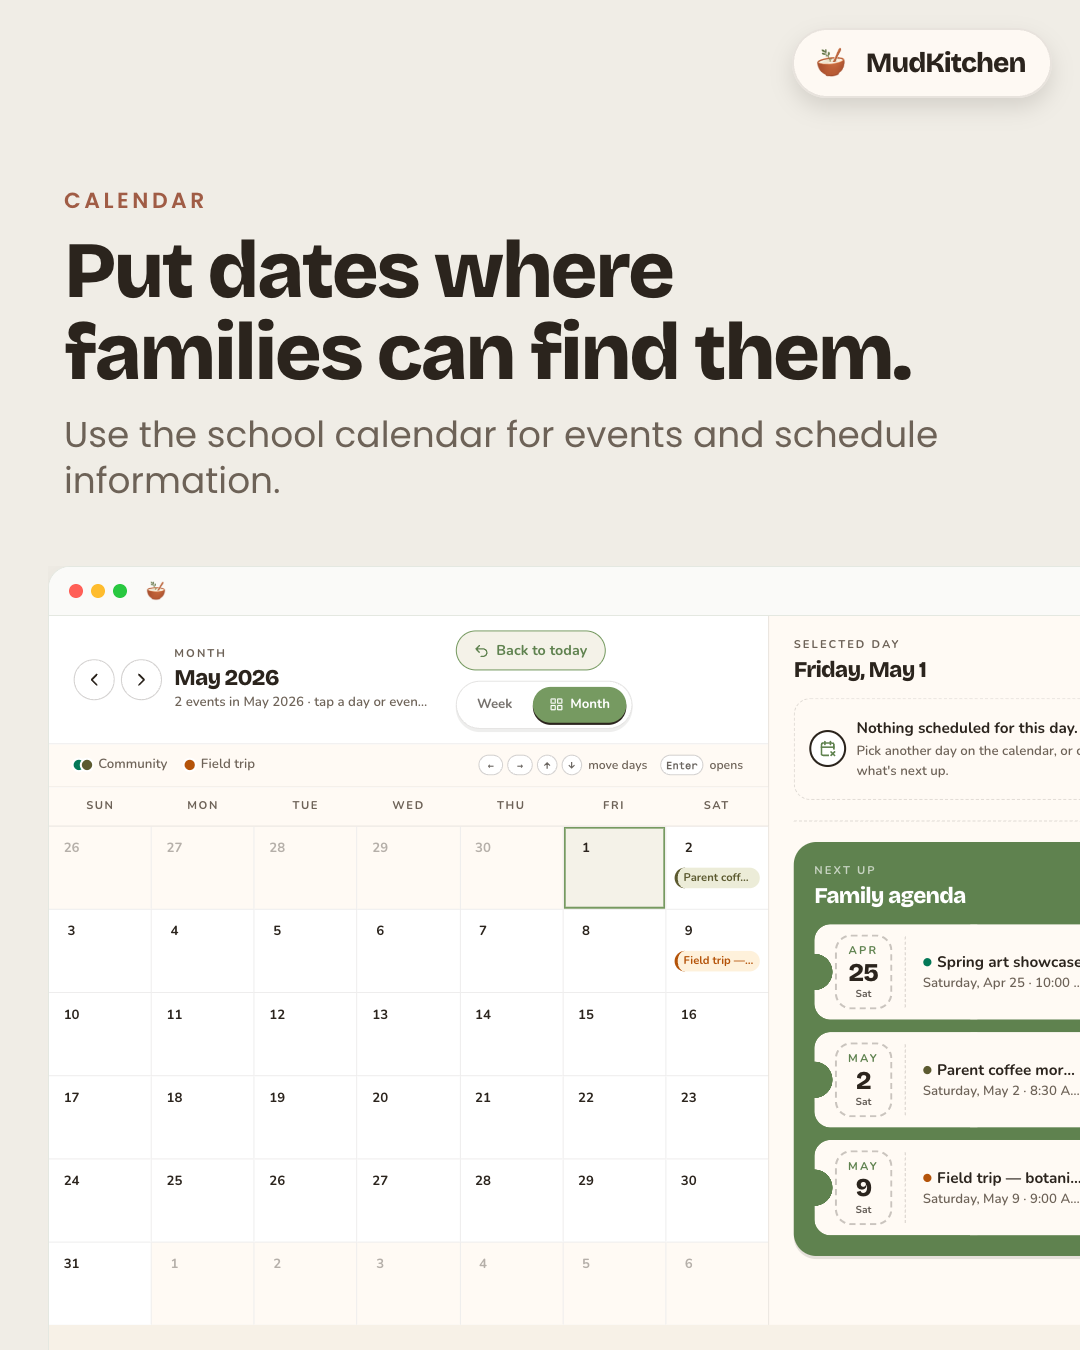 MudKitchen
CALENDAR
Put dates where
families can find them.
Use the school calendar for events and schedule
information.
MONTH
May 2026
2 events in May 2026 · tap a day or even...
Back to today
Week
Month
Community
Field trip
← → ↑ ↓ move days Enter opens
SUN MON TUE WED THU FRI SAT
26 27 28 29 30 1 2
Parent coff...
3 4 5 6 7 8 9
Field trip —...
10 11 12 13 14 15 16
17 18 19 20 21 22 23
24 25 26 27 28 29 30
31 1 2 3 4 5 6
SELECTED DAY
Friday, May 1
Nothing scheduled for this day.
Pick another day on the calendar, or
what's next up.
NEXT UP
Family agenda
APR
25
Sat
Spring art showcase
Saturday, Apr 25 · 10:00 ...
MAY
2
Sat
Parent coffee mor...
Saturday, May 2 · 8:30 A...
MAY
9
Sat
Field trip — botani...
Saturday, May 9 · 9:00 A...